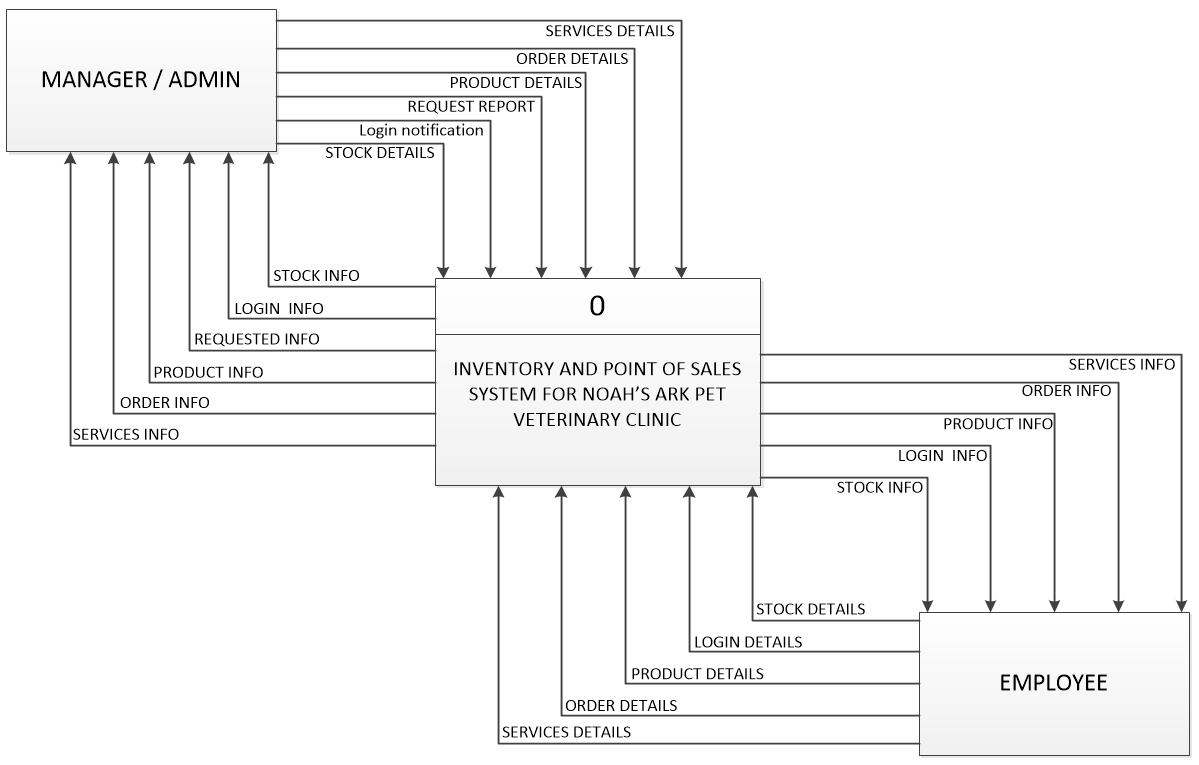 MANAGER / ADMIN
SERVICES DETAILS
ORDER DETAILS
PRODUCT DETAILS
REQUEST REPORT
Login notification
STOCK DETAILS
STOCK INFO
LOGIN INFO
REQUESTED INFO
PRODUCT INFO
ORDER INFO
SERVICES INFO
0
INVENTORY AND POINT OF SALES
SYSTEM FOR NOAH’S ARK PET
VETERINARY CLINIC
SERVICES INFO
ORDER INFO
PRODUCT INFO
LOGIN INFO
STOCK INFO
STOCK DETAILS
LOGIN DETAILS
PRODUCT DETAILS
ORDER DETAILS
SERVICES DETAILS
EMPLOYEE